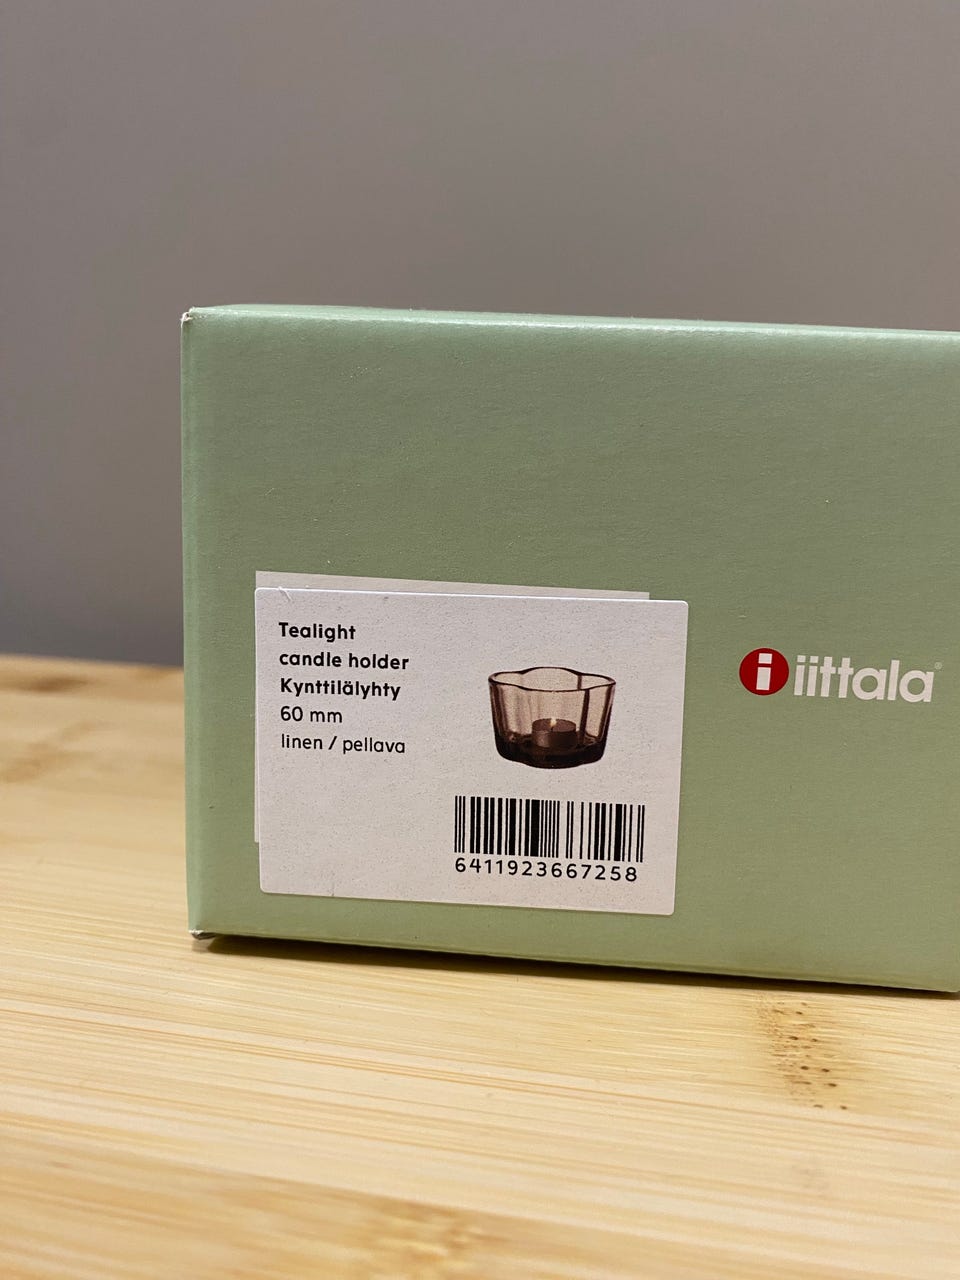 Tealight
candle holder
Kynttilälyhty
60 mm
linen / pellava
6411923667258
i iittala®